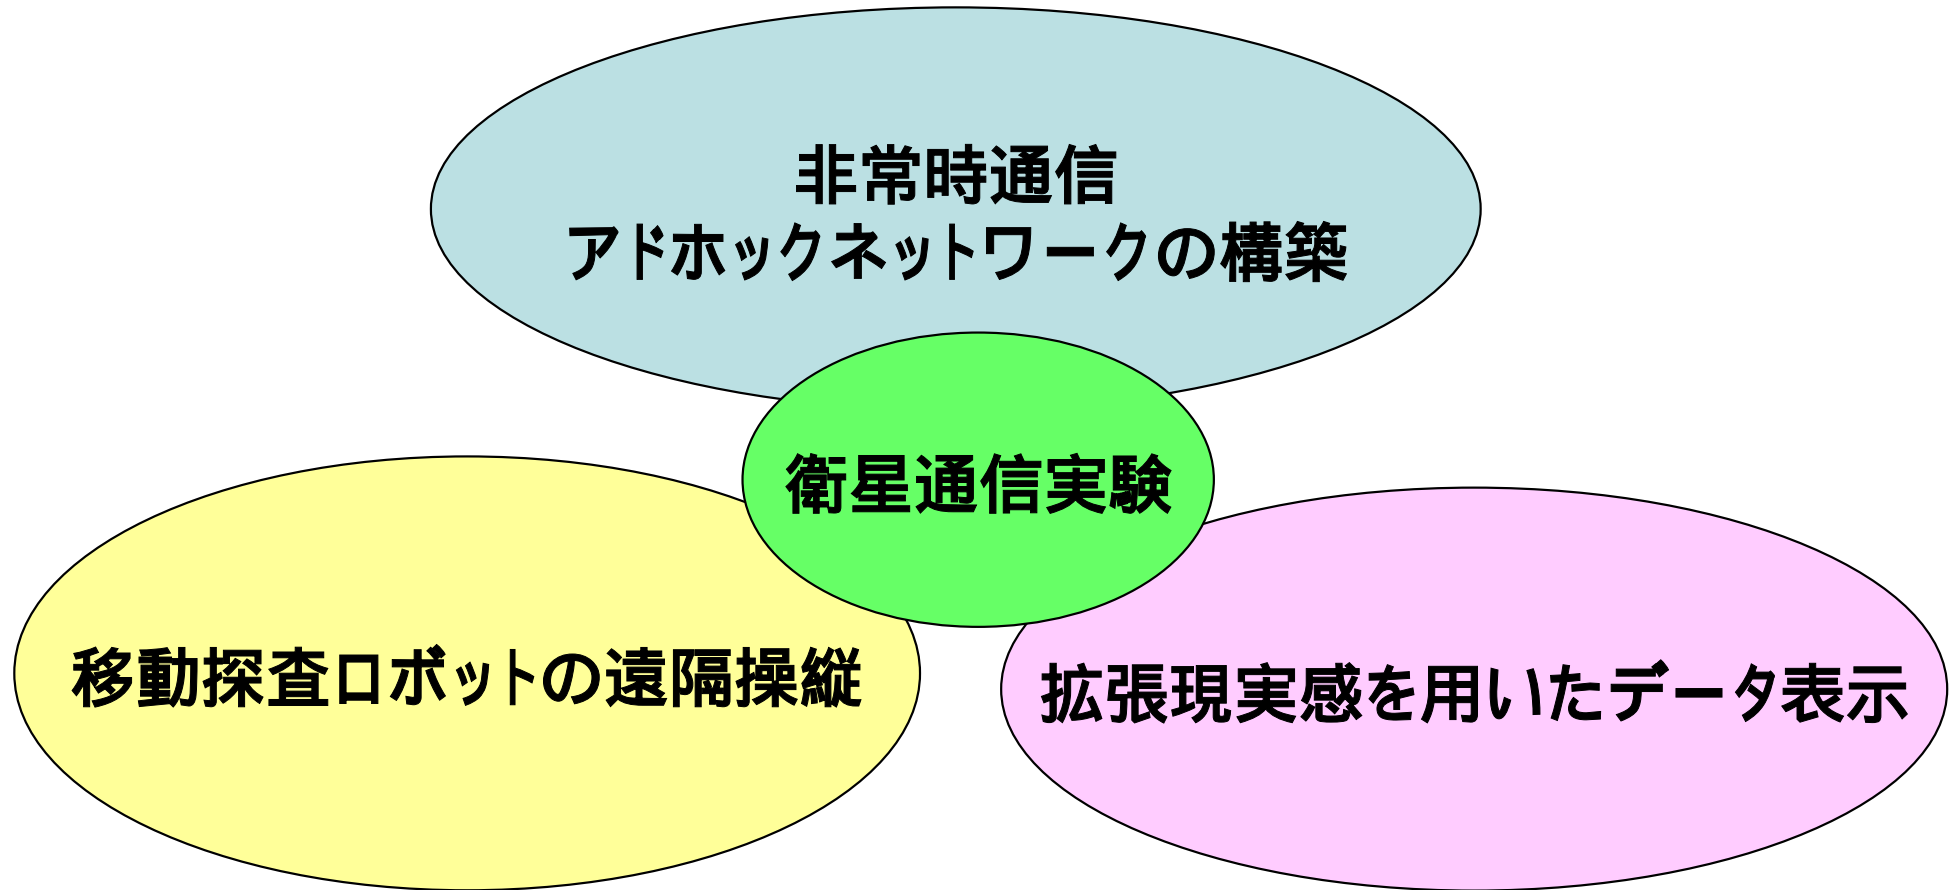 非常時通信
アドホックネットワークの構築
衛星通信実験
移動探査ロボットの遠隔操縦
拡張現実感を用いたデータ表示